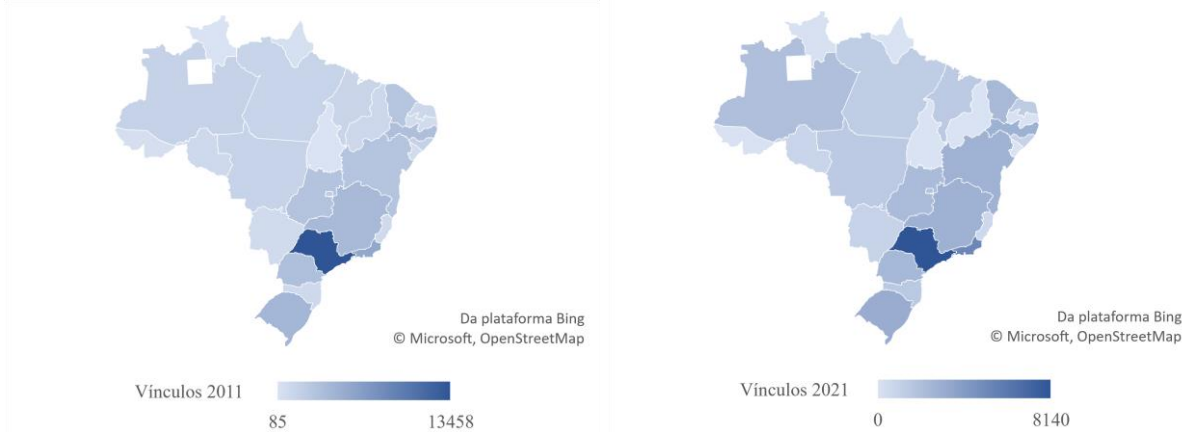 Da plataforma Bing
© Microsoft, OpenStreetMap
Vínculos 2011
85
13458
Da plataforma Bing
© Microsoft, OpenStreetMap
Vínculos 2021
0
8140